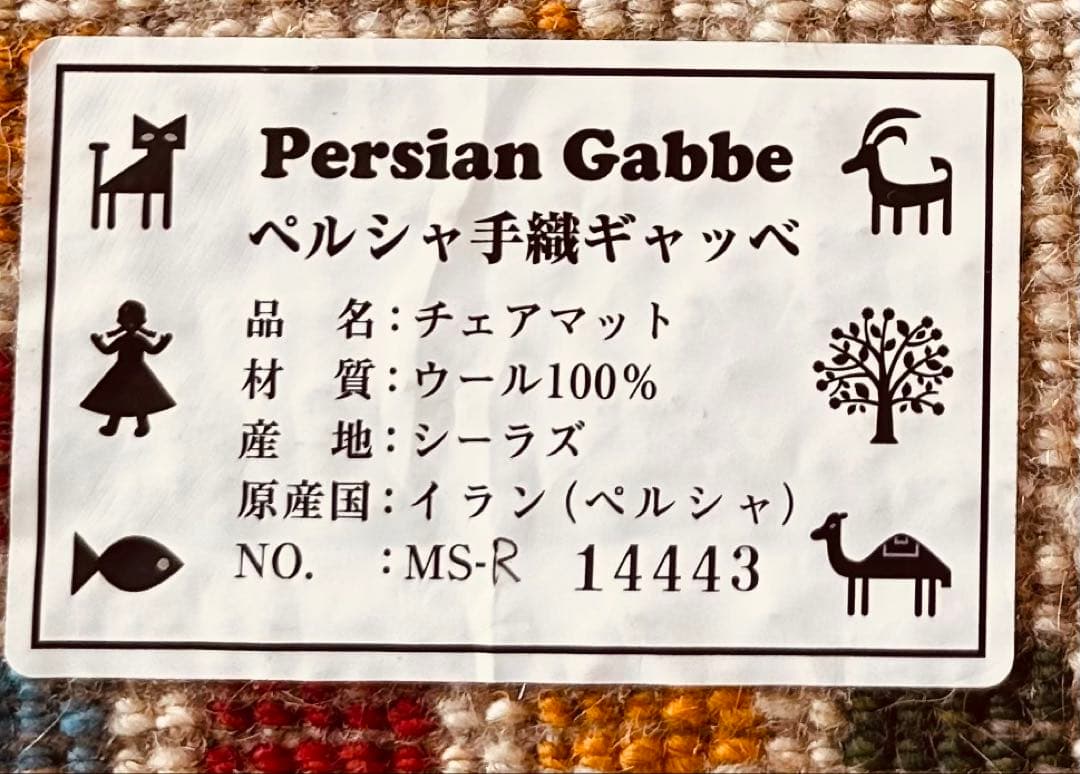 Persian Gabbe
ペルシャ手織ギャッベ
品　名：チェアマット
材　質：ウール100%
産　地：シーラズ
原産国：イラン(ペルシャ)
NO.　：MS-R 14443